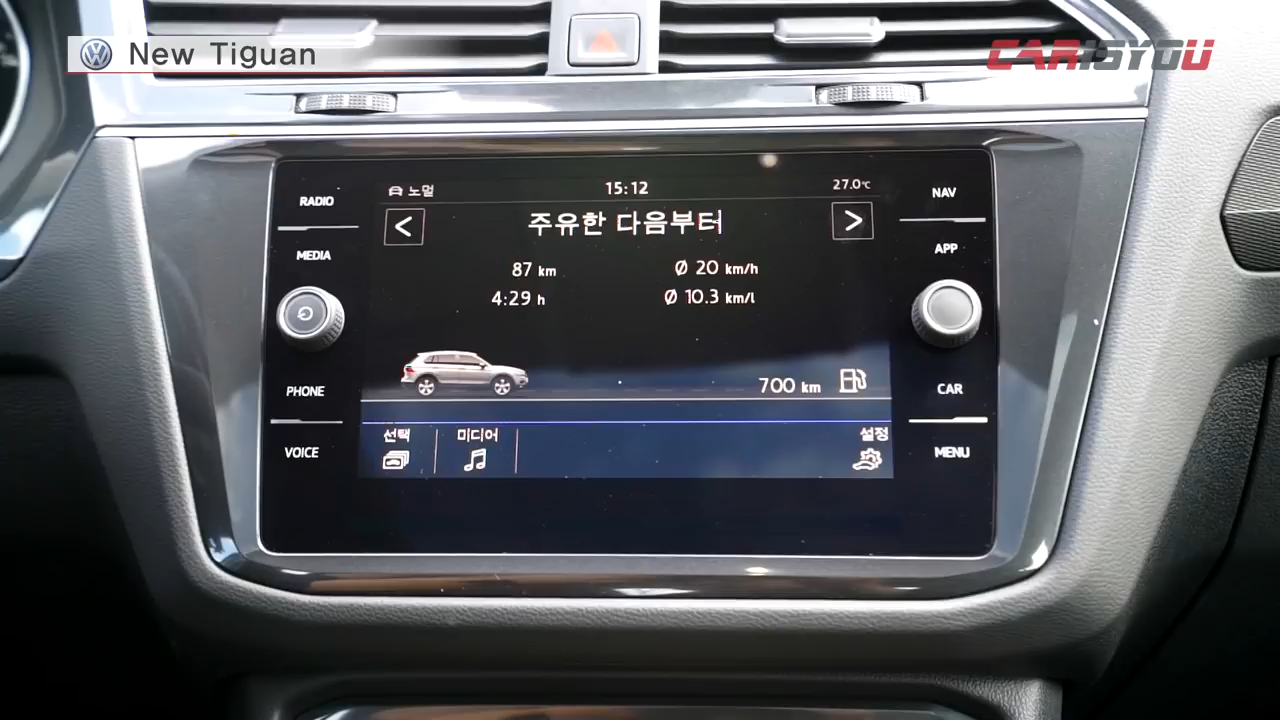 New Tiguan
CARISYOU
RADIO
MEDIA
PHONE
VOICE
노멀
15:12
27.0℃
<
주유한 다음부터
>
87 km
Ø 20 km/h
4:29 h
Ø 10.3 km/l
700 km
선택
미디어
설정
NAV
APP
CAR
MENU